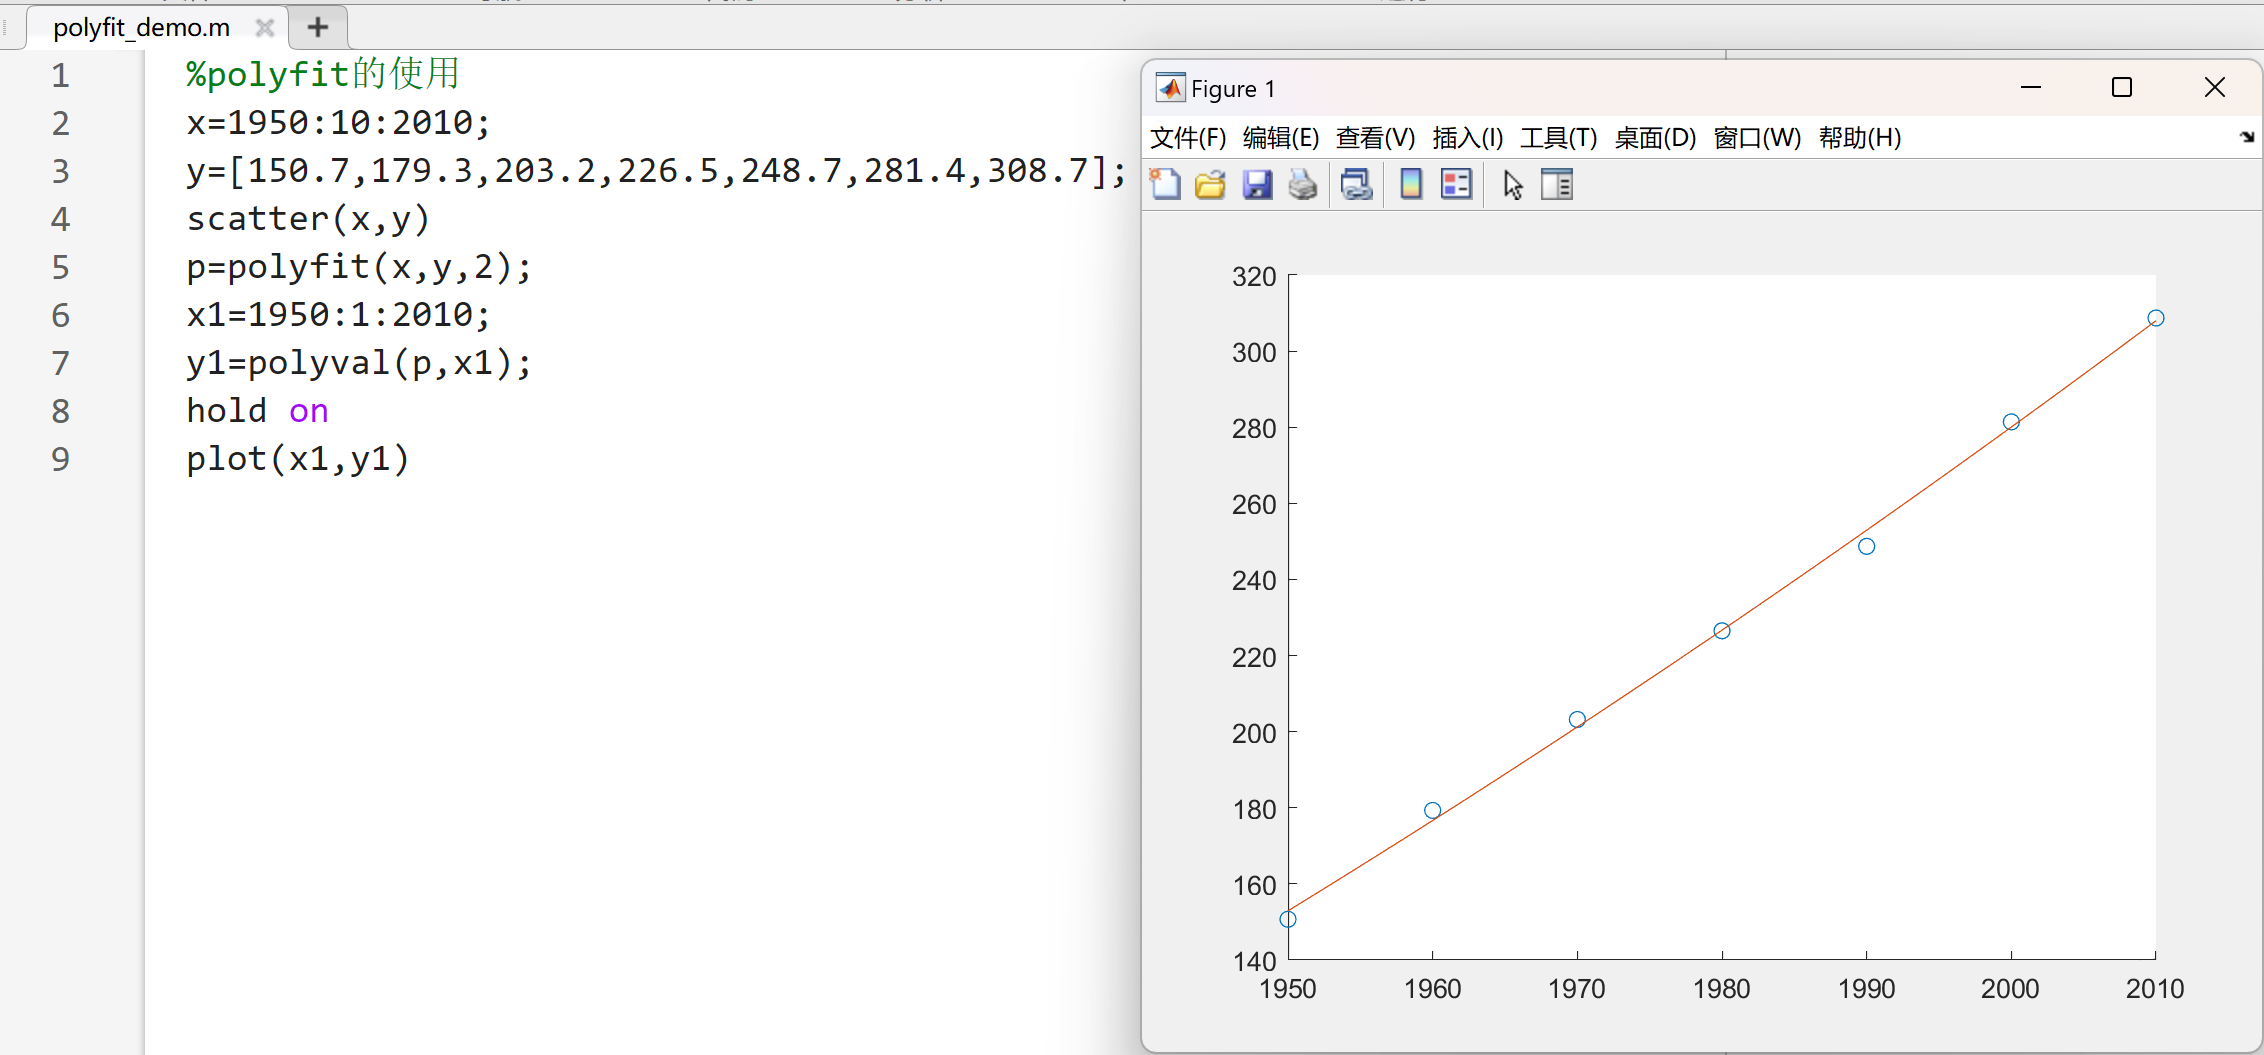 polyfit_demo.m
1 %polyfit的使用
2 x=1950:10:2010;
3 y=[150.7,179.3,203.2,226.5,248.7,281.4,308.7];
4 scatter(x,y)
5 p=polyfit(x,y,2);
6 x1=1950:1:2010;
7 y1=polyval(p,x1);
8 hold on
9 plot(x1,y1)
Figure 1
文件(F) 编辑(E) 查看(V) 插入(I) 工具(T) 桌面(D) 窗口(W) 帮助(H)
320
300
280
260
240
220
200
180
160
140
1950 1960 1970 1980 1990 2000 2010